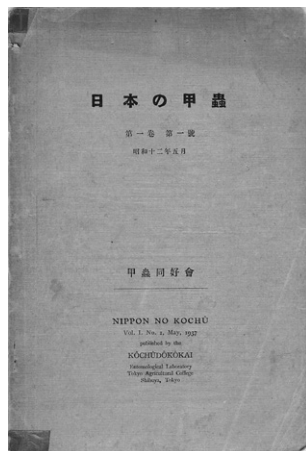 日本の甲蟲
第一卷 第一號
昭和十二年五月
甲蟲同好會
NIPPON NO KOCHŪ
Vol. I. No. 1, May, 1937
published by the
KŌCHŪDŌKŌKAI
Entomological Laboratory
Tokyo Agricultural College
Shibuya, Tokyo